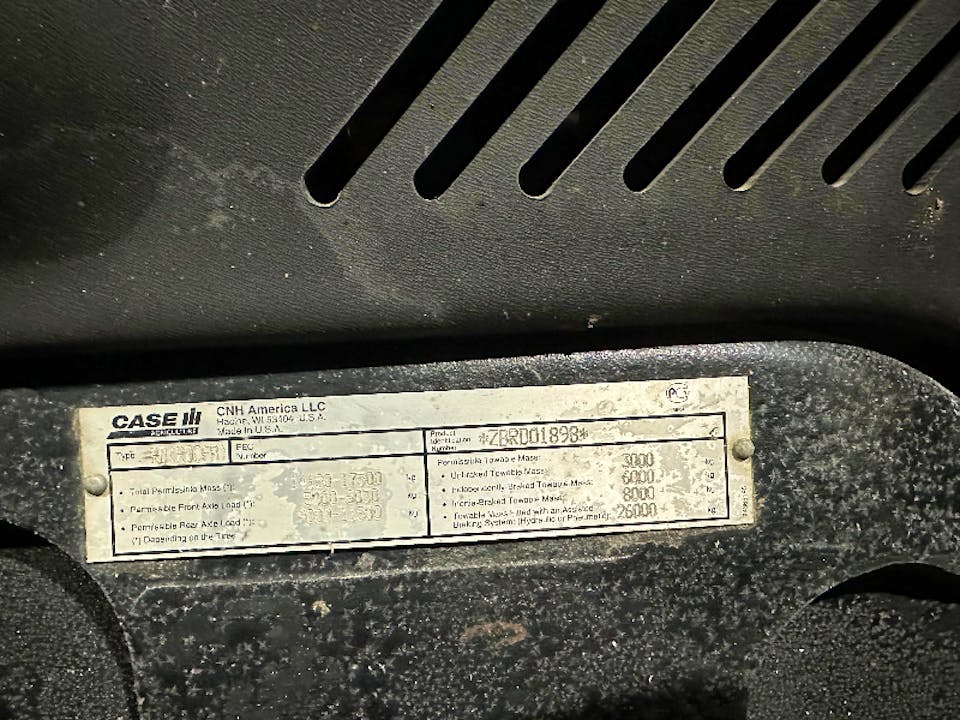 CASE IH
AGRICULTURE
CNH America LLC
Racine, WI 53404 U.S.A.
Made in U.S.A.
Type
PEC
Number
Product
Identification
Number
*ZBRD01898*
• Total Permissible Mass (*): kg
• Permissible Front Axle Load (*): kg
• Permissible Rear Axle Load (*): kg
(*) Depending on the Tires
Permissible Towable Mass:
• Unbraked Towable Mass: 3000 kg
• Independently-Braked Towable Mass: 6000 kg
• Inertia-Braked Towable Mass: 8000 kg
• Towable Mass Fitted with an Assisted
Braking System: (Hydraulic or Pneumatic) 26000 kg